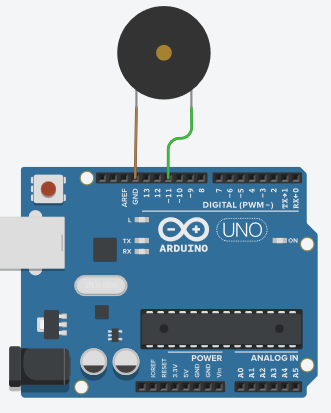 AREF
GND
13
12
~11
~10
~9
8
7
~6
~5
4
~3
2
TX→1
RX←0
DIGITAL (PWM~)
L
TX
RX
ARDUINO
UNO
ON
POWER
ANALOG IN
IOREF
RESET
3.3V
5V
GND
GND
Vin
A0
A1
A2
A3
A4
A5